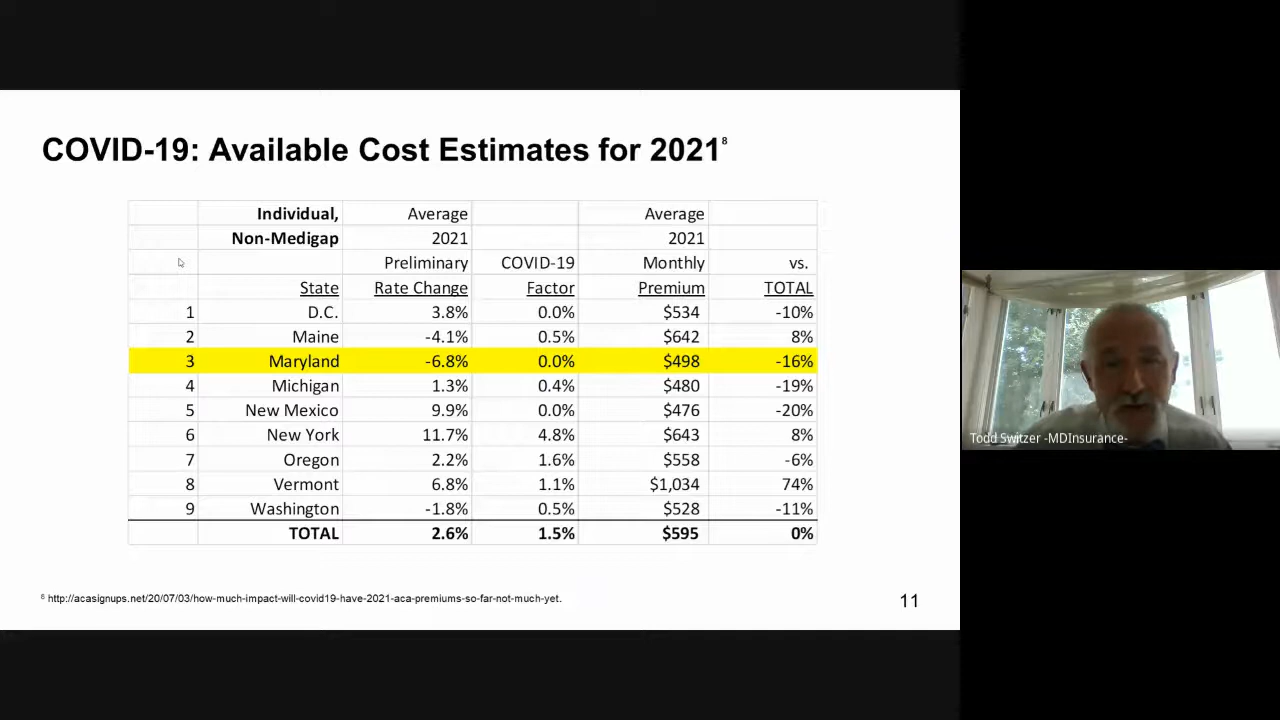 COVID-19: Available Cost Estimates for 2021⁸
Individual, Average Average
Non-Medigap 2021 2021
Preliminary COVID-19 Monthly vs.
State Rate Change Factor Premium TOTAL
1 D.C. 3.8% 0.0% $534 -10%
2 Maine -4.1% 0.5% $642 8%
3 Maryland -6.8% 0.0% $498 -16%
4 Michigan 1.3% 0.4% $480 -19%
5 New Mexico 9.9% 0.0% $476 -20%
6 New York 11.7% 4.8% $643 8%
7 Oregon 2.2% 1.6% $558 -6%
8 Vermont 6.8% 1.1% $1,034 74%
9 Washington -1.8% 0.5% $528 -11%
TOTAL 2.6% 1.5% $595 0%
⁸ http://acasignups.net/20/07/03/how-much-impact-will-covid19-have-2021-aca-premiums-so-far-not-much-yet.
11
Todd Switzer -MDInsurance-